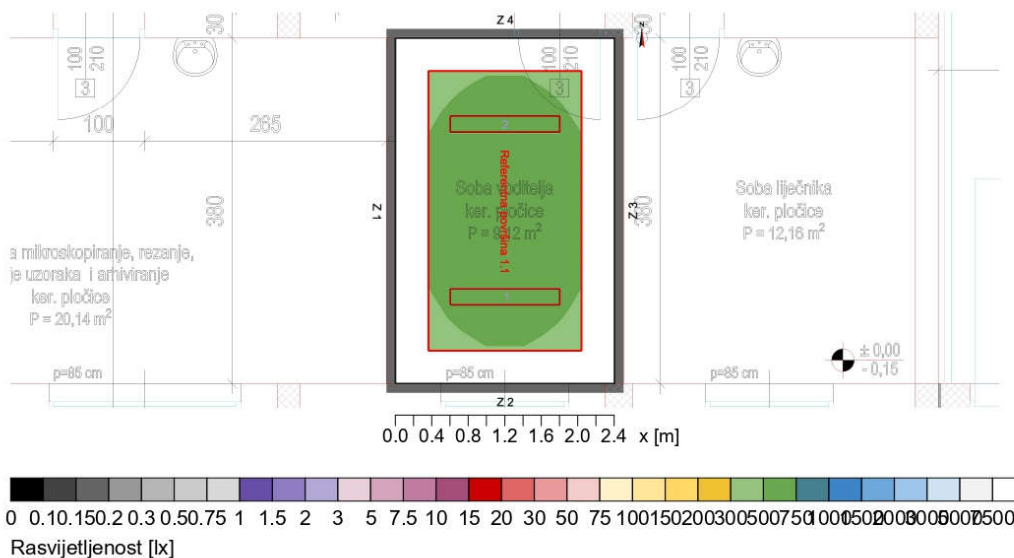 Z 4
N
30
30
100
210
3
100
210
3
100
210
3
100
265
2
Referentna površina 1.1
Z 1
Z 3
380
380
Soba voditelja
ker. pločice
P = 9,12 m²
Soba liječnika
ker. pločice
P = 12,16 m²
a mikroskopiranje, rezanje,
je uzoraka i arhiviranje
ker. pločice
P = 20,14 m²
1
± 0,00
- 0,15
p=85 cm
p=85 cm
p=85 cm
Z 2
0.0 0.4 0.8 1.2 1.6 2.0 2.4 x [m]
0 0.10 0.15 0.2 0.3 0.5 0.75 1 1.5 2 3 5 7.5 10 15 20 30 50 75 100 150 200 300 500 750 1000 1500 2000 3000 5000 7500
Rasvijetljenost [lx]